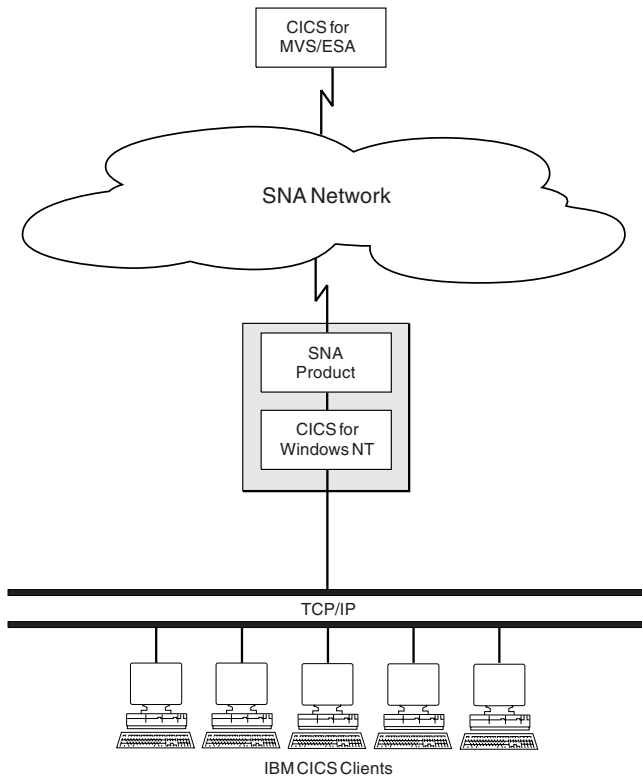 CICS for
MVS/ESA
SNA Network
SNA
Product
CICS for
Windows NT
TCP/IP
IBM CICS Clients